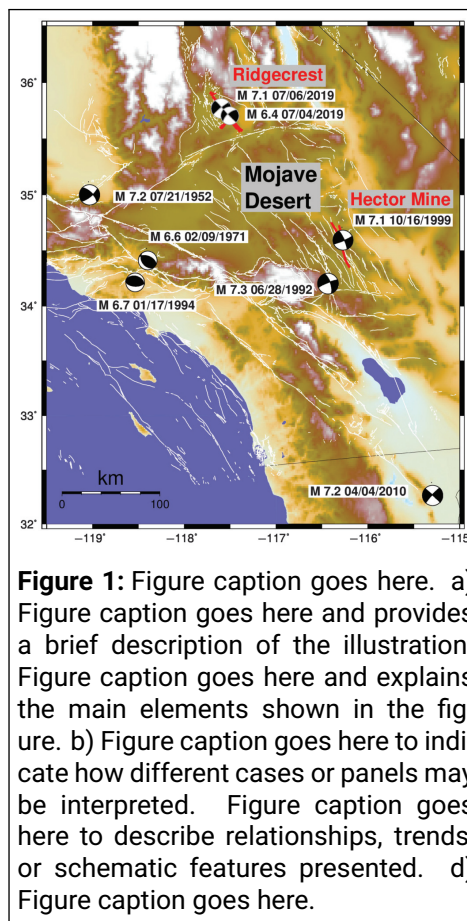 36°
Ridgecrest
M 7.1 07/06/2019
M 6.4 07/04/2019
Mojave
Desert
35°
M 7.2 07/21/1952
Hector Mine
M 7.1 10/16/1999
M 6.6 02/09/1971
M 7.3 06/28/1992
34°
M 6.7 01/17/1994
33°
km
0 100
M 7.2 04/04/2010
32°
−119° −118° −117° −116° −115
Figure 1: Figure caption goes here. a)
Figure caption goes here and provides
a brief description of the illustration
Figure caption goes here and explains
the main elements shown in the fig
ure. b) Figure caption goes here to indi
cate how different cases or panels may
be interpreted. Figure caption goes
here to describe relationships, trends
or schematic features presented. d)
Figure caption goes here.